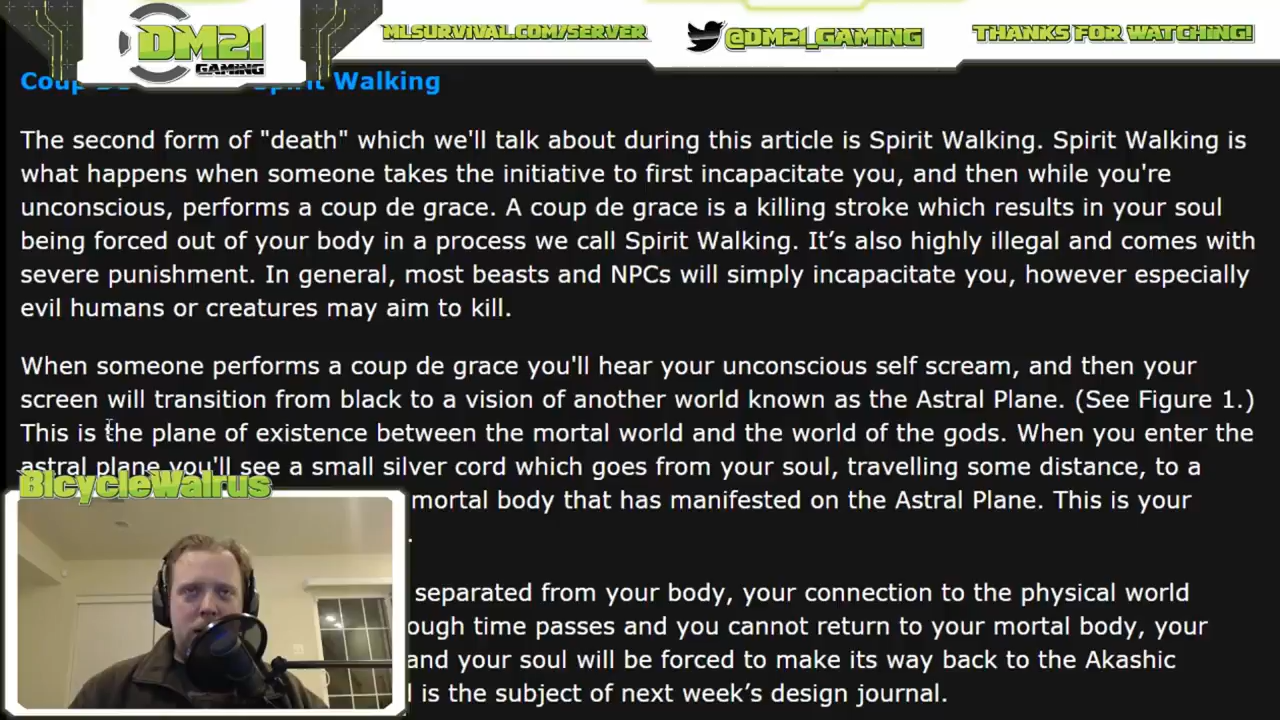 DM21
GAMING
MLSURVIVAL.COM/SERVER
@DM21_GAMING
THANKS FOR WATCHING!
Coup Spirit Walking
The second form of "death" which we'll talk about during this article is Spirit Walking. Spirit Walking is
what happens when someone takes the initiative to first incapacitate you, and then while you're
unconscious, performs a coup de grace. A coup de grace is a killing stroke which results in your soul
being forced out of your body in a process we call Spirit Walking. It’s also highly illegal and comes with
severe punishment. In general, most beasts and NPCs will simply incapacitate you, however especially
evil humans or creatures may aim to kill.
When someone performs a coup de grace you'll hear your unconscious self scream, and then your
screen will transition from black to a vision of another world known as the Astral Plane. (See Figure 1.)
This is the plane of existence between the mortal world and the world of the gods. When you enter the
astral plane you'll see a small silver cord which goes from your soul, travelling some distance, to a
mortal body that has manifested on the Astral Plane. This is your
BIcycleWalrus
separated from your body, your connection to the physical world
ough time passes and you cannot return to your mortal body, your
and your soul will be forced to make its way back to the Akashic
is the subject of next week’s design journal.